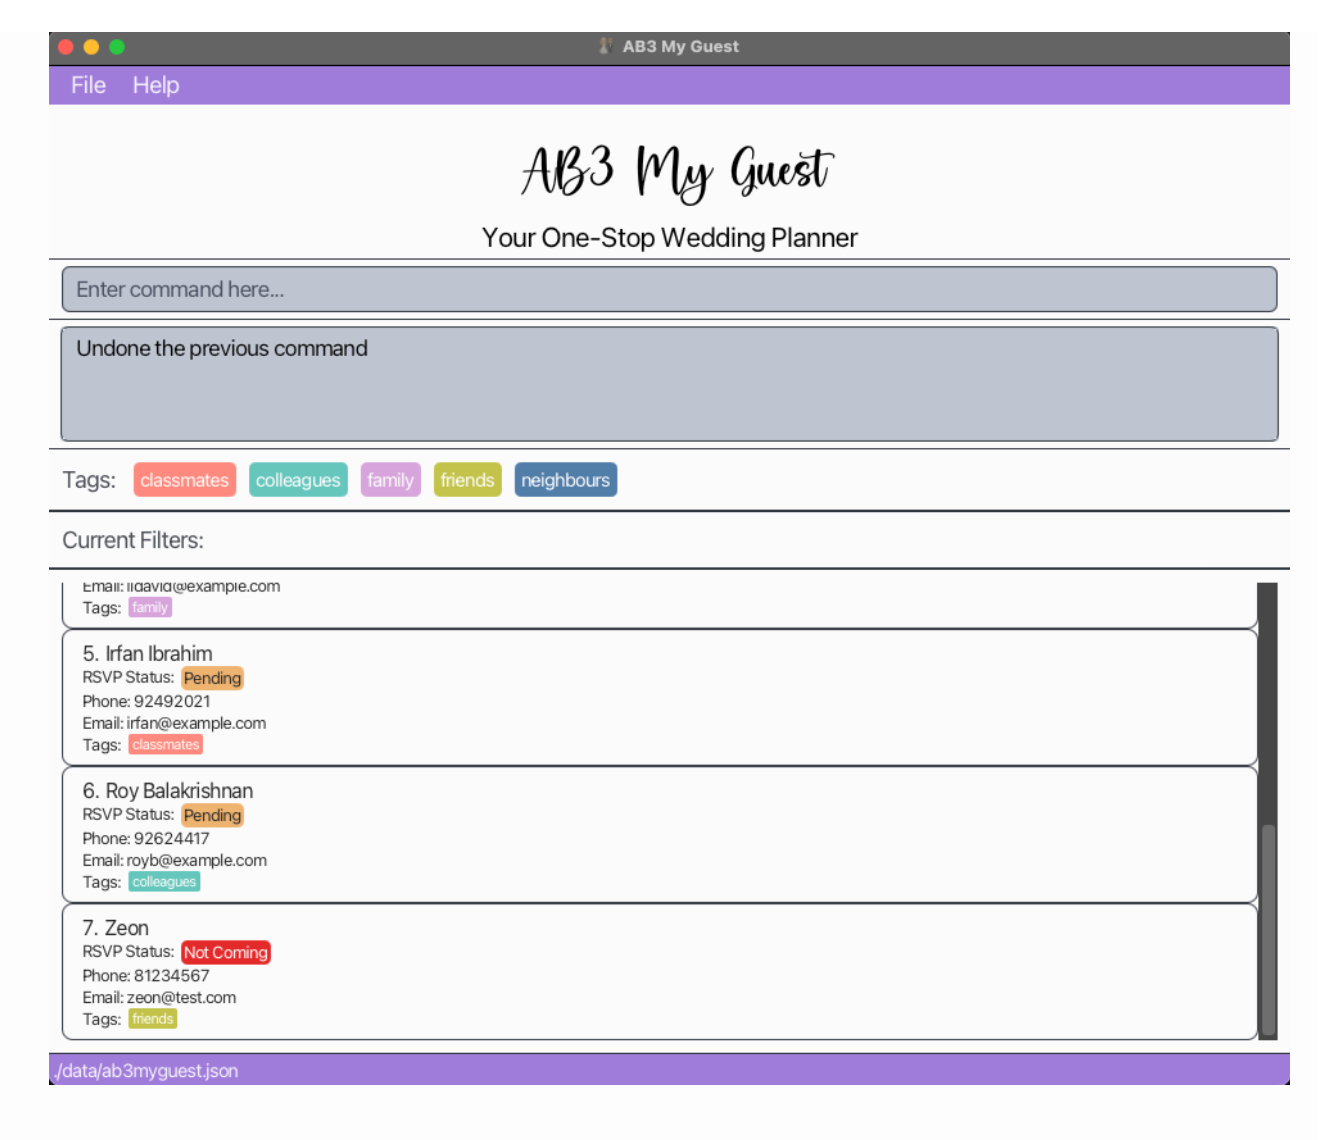 AB3 My Guest
File Help
AB3 My Guest
Your One-Stop Wedding Planner
Enter command here...
Undone the previous command
Tags: classmates colleagues family friends neighbours
Current Filters:
Email: lidavid@example.com
Tags: family
5. Irfan Ibrahim
RSVP Status: Pending
Phone: 92492021
Email: irfan@example.com
Tags: classmates
6. Roy Balakrishnan
RSVP Status: Pending
Phone: 92624417
Email: royb@example.com
Tags: colleagues
7. Zeon
RSVP Status: Not Coming
Phone: 81234567
Email: zeon@test.com
Tags: friends
./data/ab3myguest.json